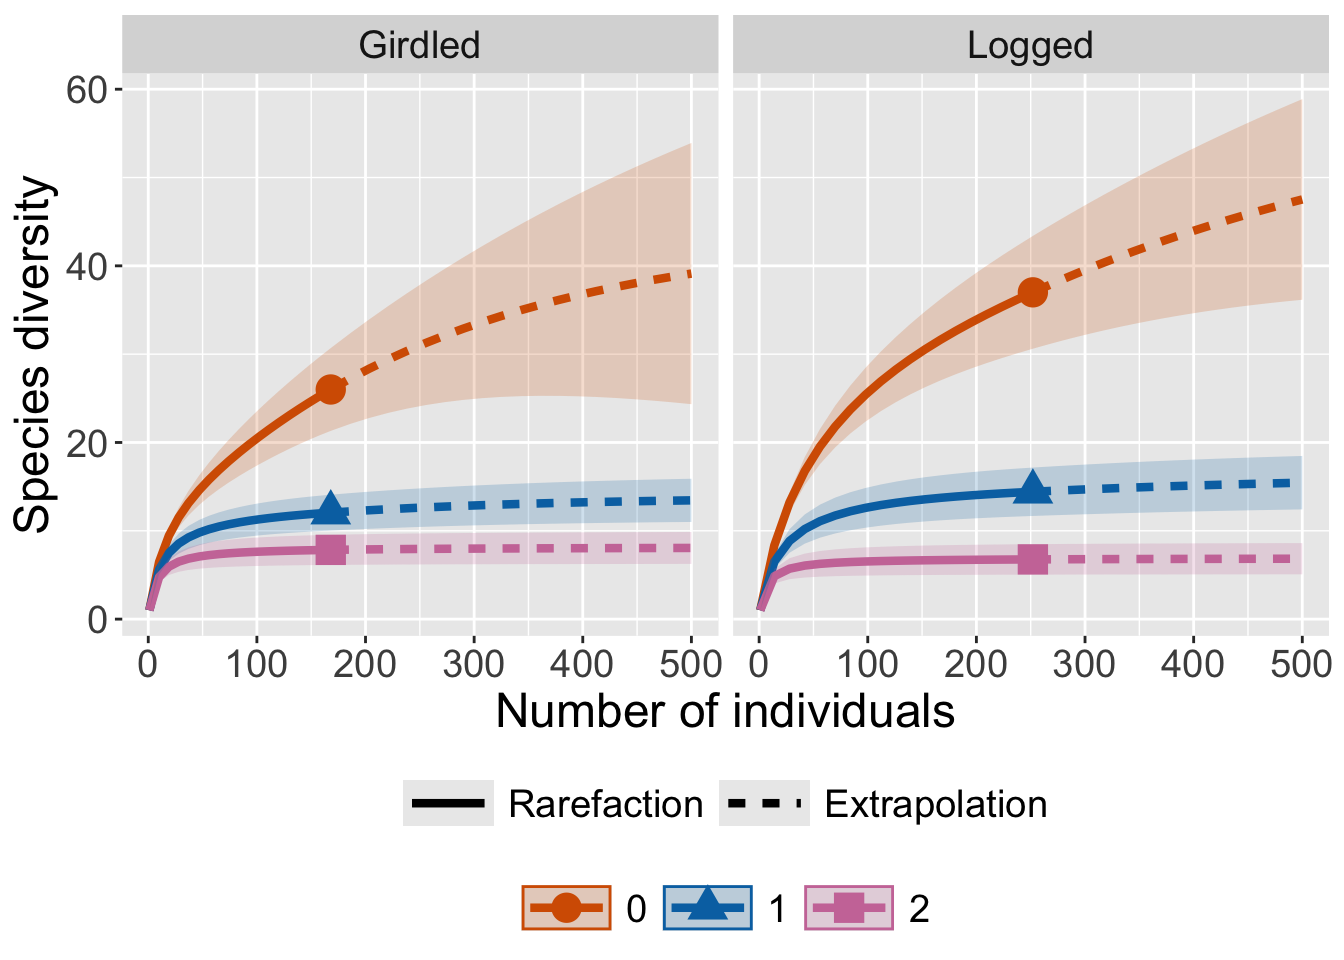 Girdled Logged
60
40
20
0
Species diversity
0 100 200 300 400 500 0 100 200 300 400 500
Number of individuals
Rarefaction Extrapolation
0 1 2